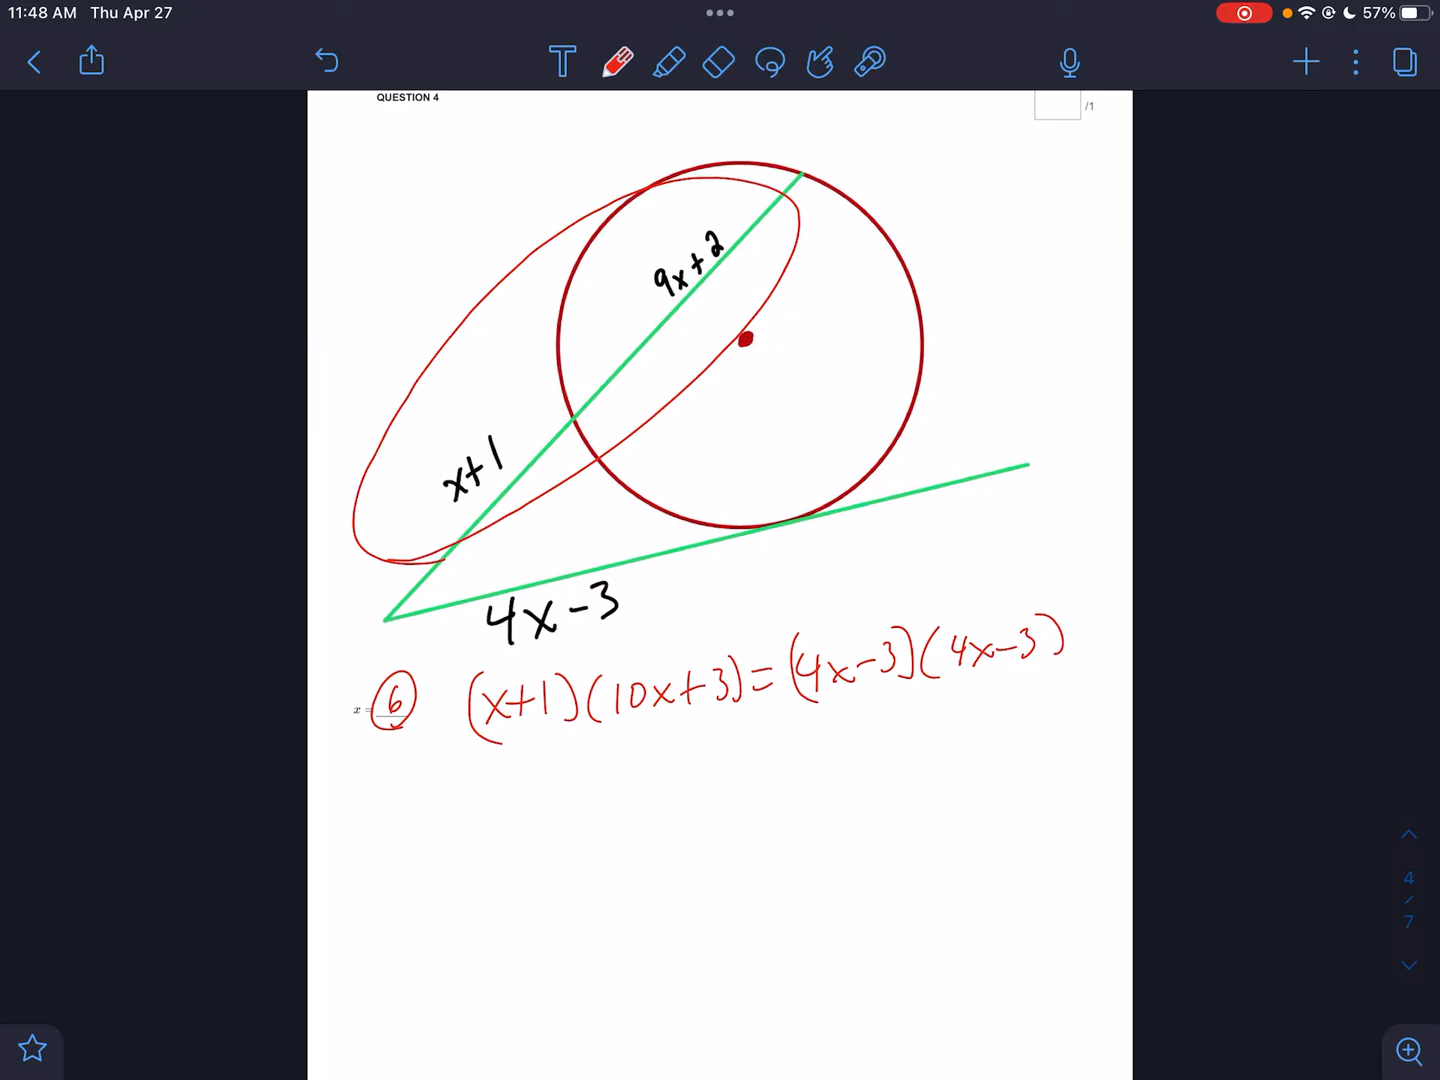 11:48 AM Thu Apr 27
57%
QUESTION 4
/1
9x+2
x+1
4x-3
x = 6 (x+1)(10x+3)=(4x-3)(4x-3)
4
/
7